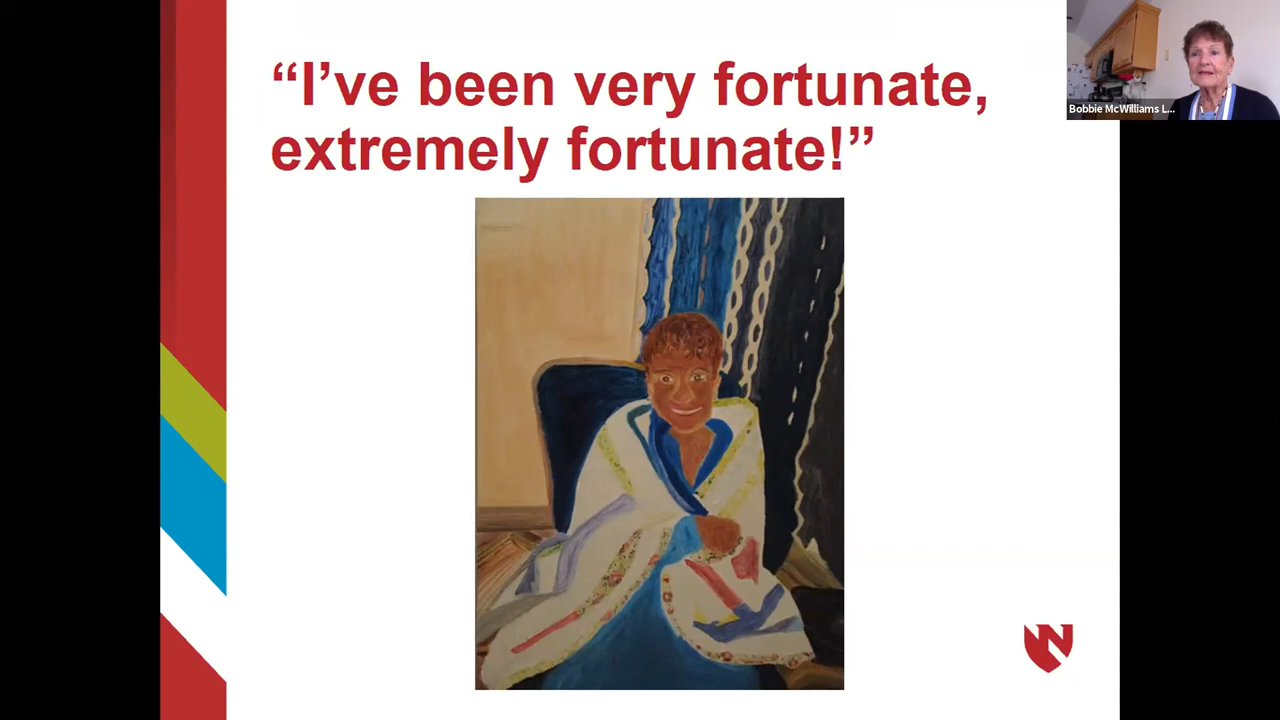 “I’ve been very fortunate,
extremely fortunate!”
Bobbie McWilliams L...